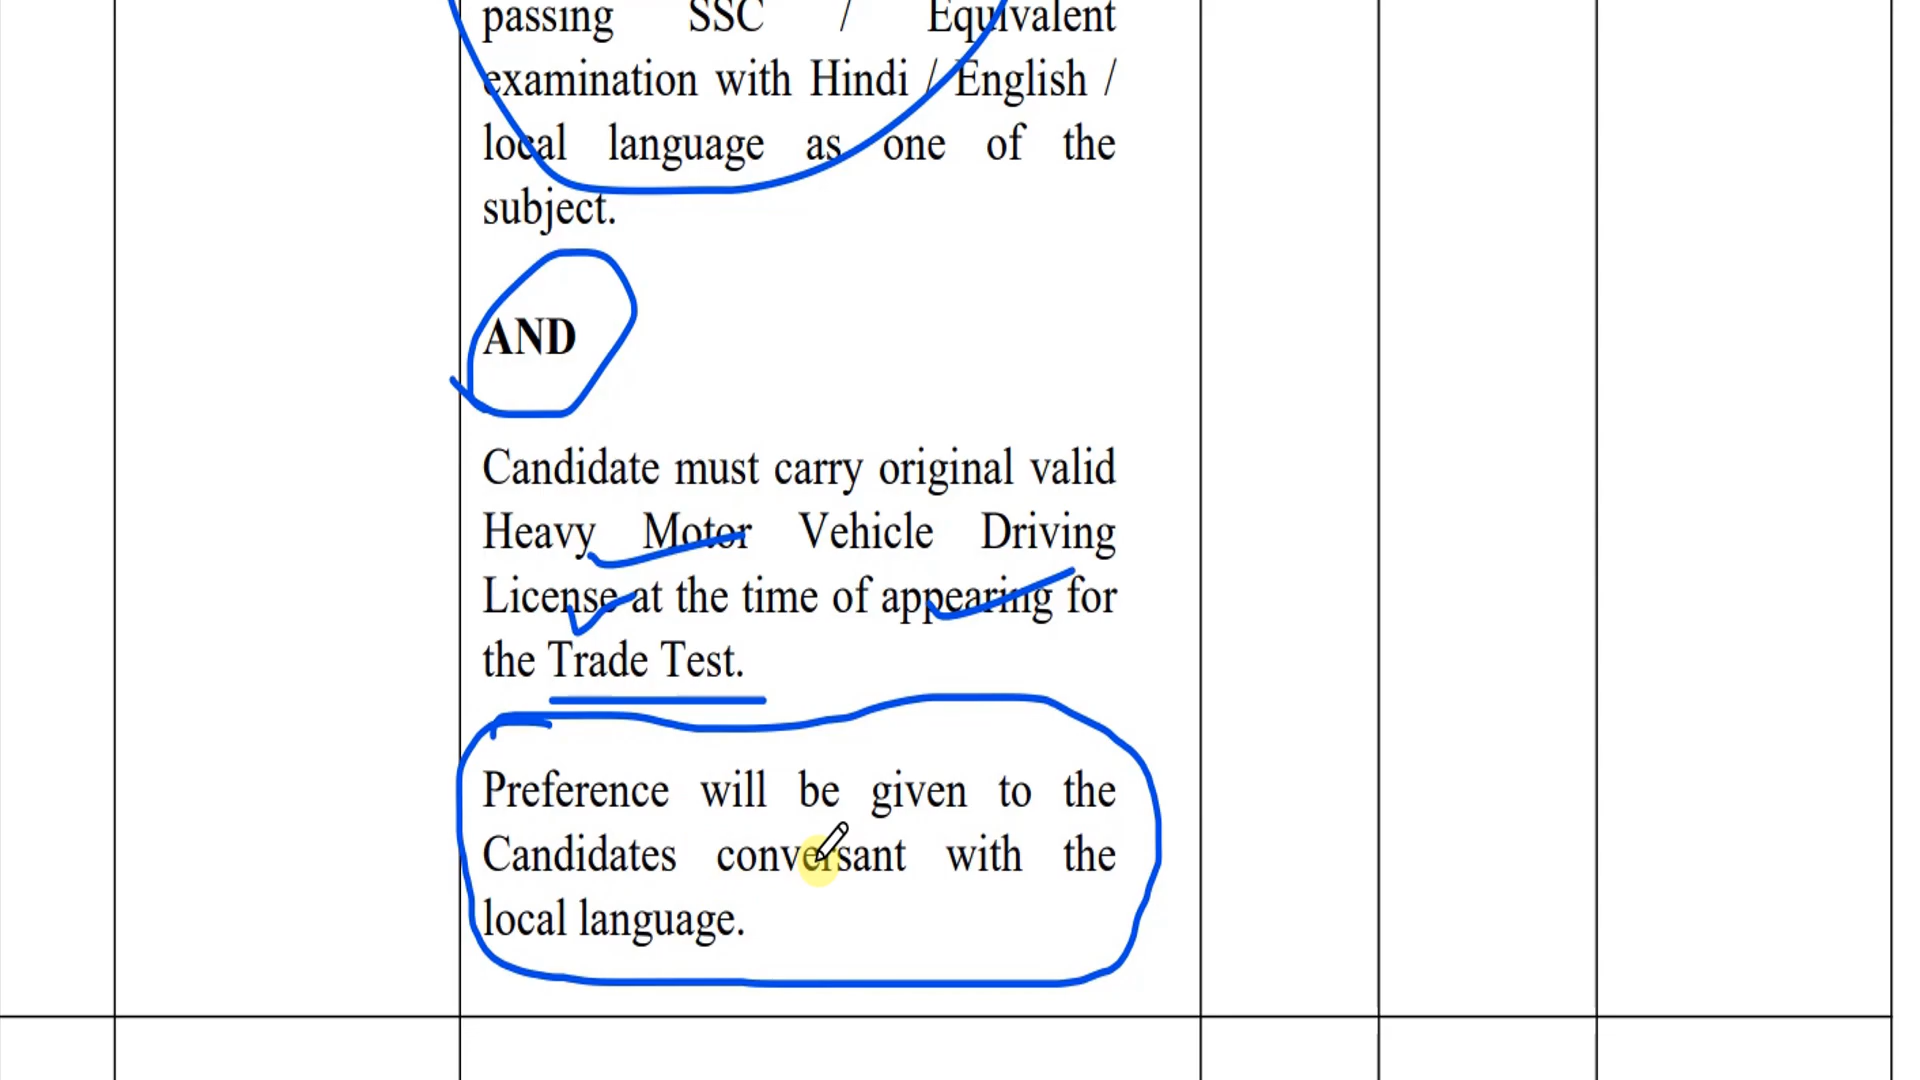 passing SSC / Equivalent
examination with Hindi / English /
local language as one of the
subject.
AND
Candidate must carry original valid
Heavy Motor Vehicle Driving
License at the time of appearing for
the Trade Test.
Preference will be given to the
Candidates conversant with the
local language.